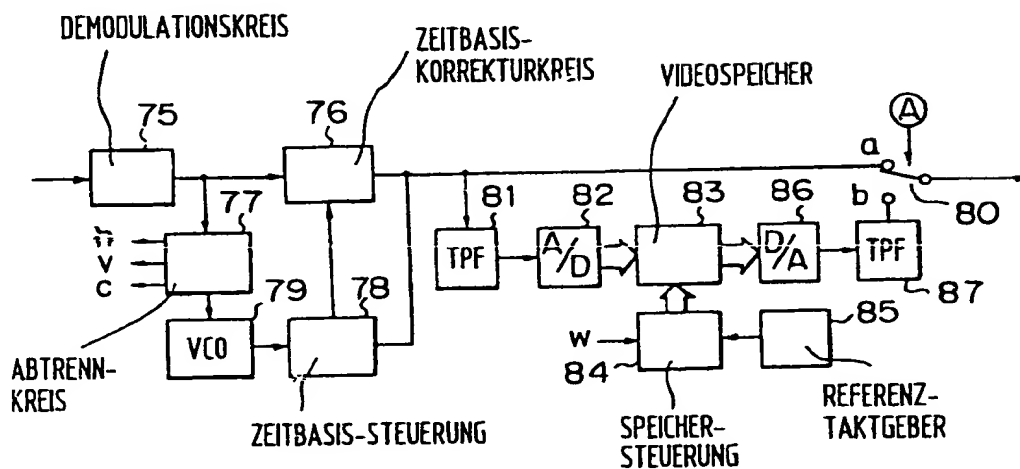 DEMODULATIONSKREIS
ZEITBASIS-
KORREKTURKREIS
VIDEOSPEICHER
75
76
A
a
77
81
82
83
86
b
80
TPF
A/D
D/A
TPF
V
C
79
78
87
85
VCO
W
84
ABTRENN-
KREIS
ZEITBASIS-STEUERUNG
SPEICHER-
STEUERUNG
REFERENZ-
TAKTGEBER